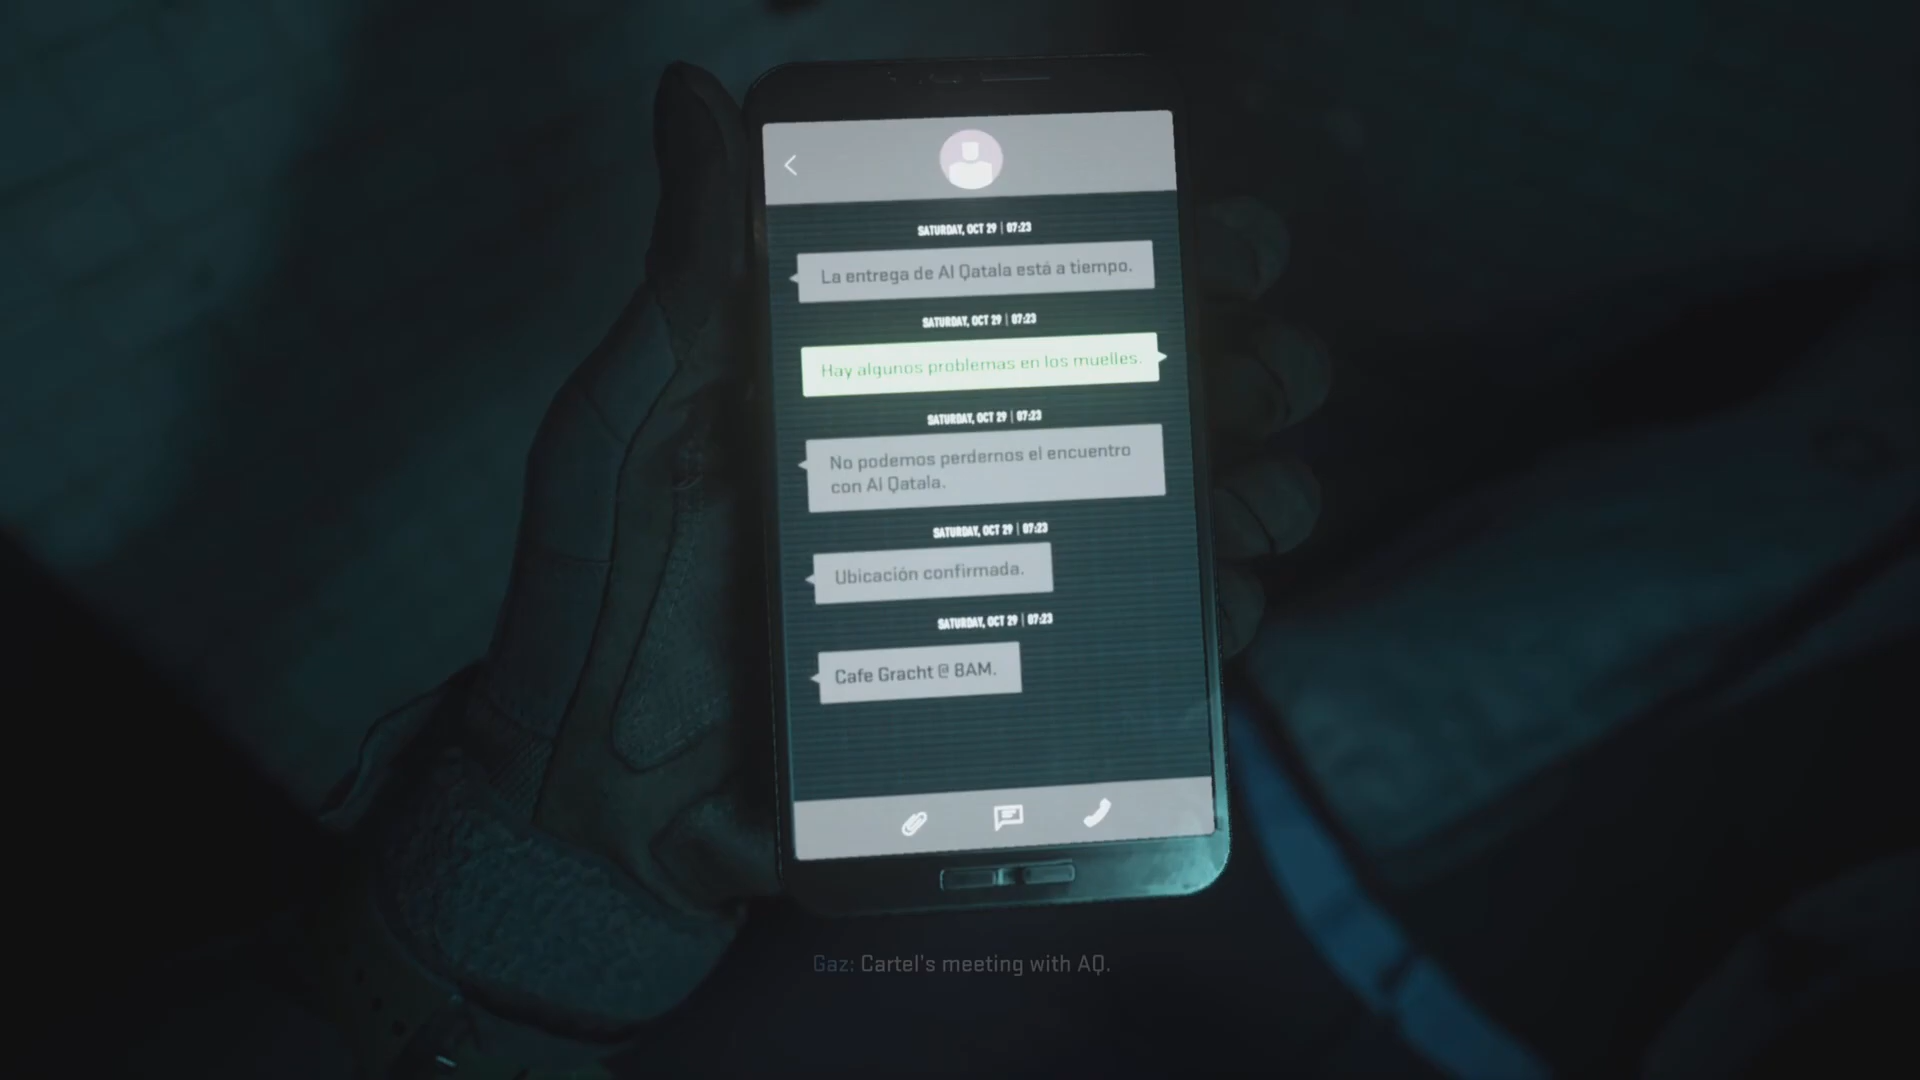 SATURDAY, OCT 29 | 07:23
La entrega de Al Qatala está a tiempo.
SATURDAY, OCT 29 | 07:23
Hay algunos problemas en los muelles.
SATURDAY, OCT 29 | 07:23
No podemos perdernos el encuentro
con Al Qatala.
SATURDAY, OCT 29 | 07:23
Ubicación confirmada.
SATURDAY, OCT 29 | 07:23
Cafe Gracht @ 8AM.
Gaz: Cartel's meeting with AQ.